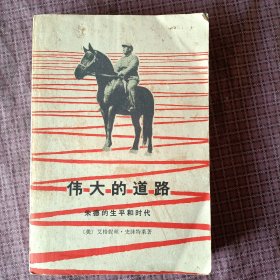 伟大的道路
朱德的生平和时代
〔美〕艾格妮丝·史沫特莱著